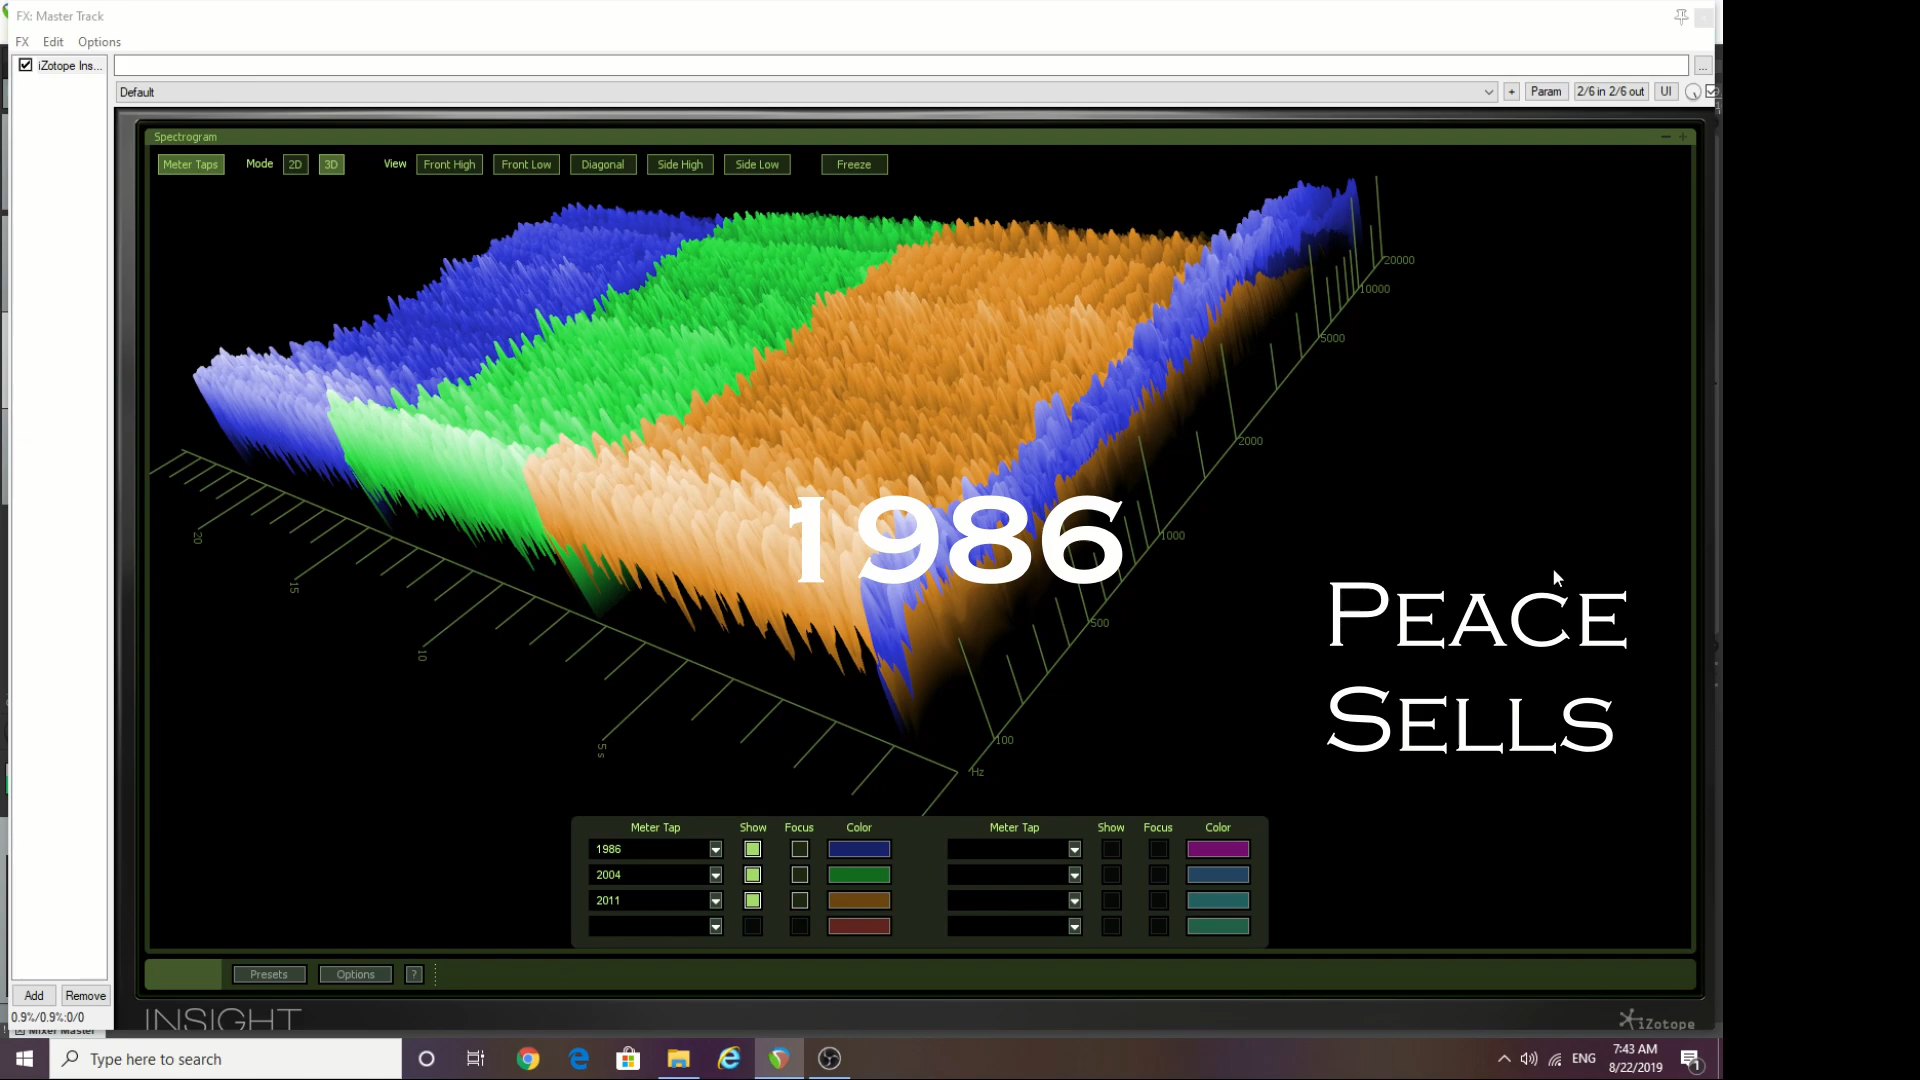 FX: Master Track
FX Edit Options
iZotope Ins...
...
Default
+ Param 2/6 in 2/6 out UI
Spectrogram
Meter Taps Mode 2D 3D View Front High Front Low Diagonal Side High Side Low Freeze
20000
10000
5000
2000
1000
500
100
Hz
20
15
10
5 s
1986
PEACE
SELLS
Meter Tap Show Focus Color Meter Tap Show Focus Color
1986
2004
2011
Presets Options ?
Add Remove
0.9%/0.9%:0/0
Mixer Master
INSIGHT
iZotope
Type here to search
ENG
7:43 AM
8/22/2019
1